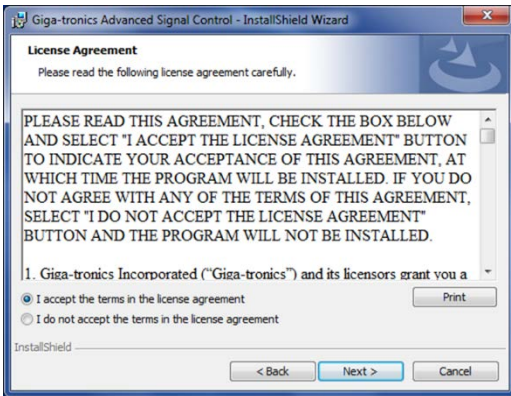 Giga-tronics Advanced Signal Control - InstallShield Wizard
License Agreement
Please read the following license agreement carefully.
PLEASE READ THIS AGREEMENT, CHECK THE BOX BELOW
AND SELECT "I ACCEPT THE LICENSE AGREEMENT" BUTTON
TO INDICATE YOUR ACCEPTANCE OF THIS AGREEMENT, AT
WHICH TIME THE PROGRAM WILL BE INSTALLED. IF YOU DO
NOT AGREE WITH ANY OF THE TERMS OF THIS AGREEMENT,
SELECT "I DO NOT ACCEPT THE LICENSE AGREEMENT"
BUTTON AND THE PROGRAM WILL NOT BE INSTALLED.
1. Giga-tronics Incorporated (“Giga-tronics”) and its licensors grant you a
I accept the terms in the license agreement
Print
I do not accept the terms in the license agreement
InstallShield
< Back Next > Cancel